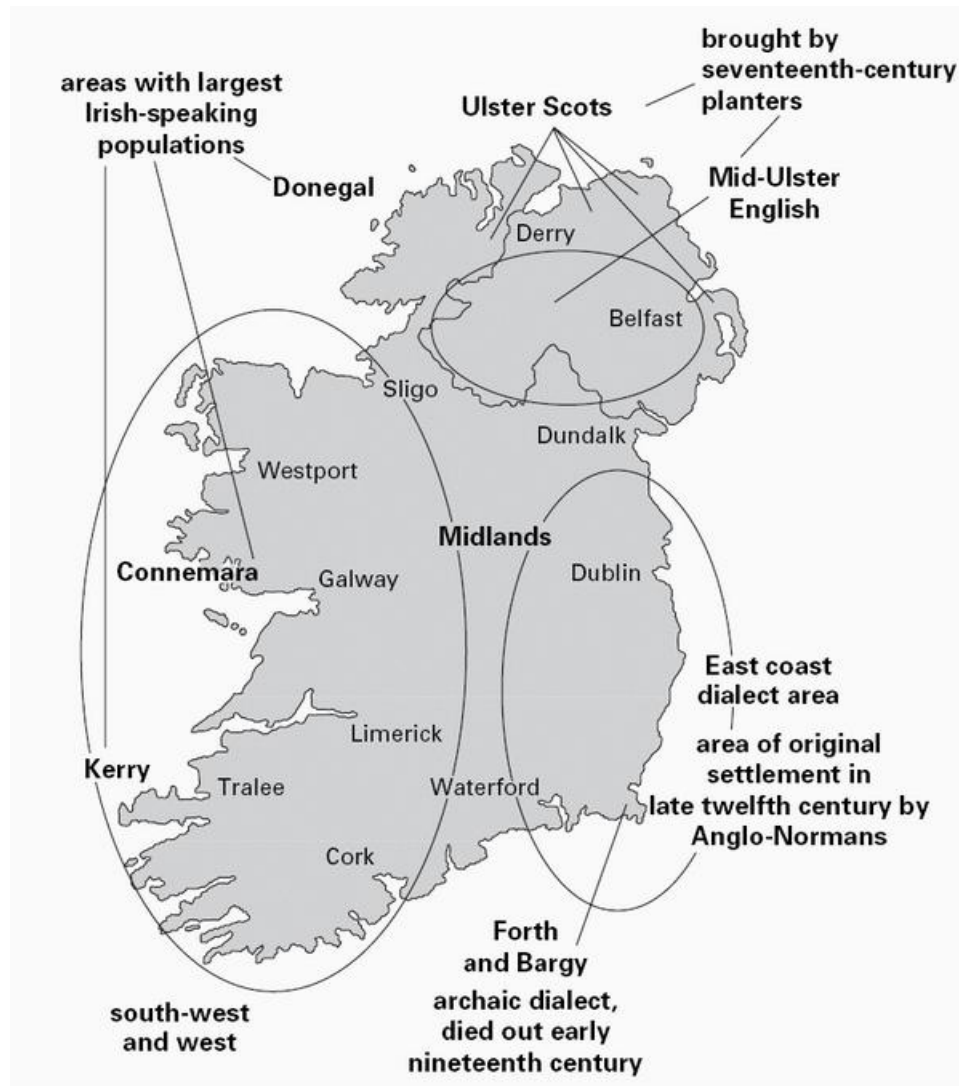 brought by
seventeenth-century
planters
areas with largest
Irish-speaking
populations
Ulster Scots
Donegal
Mid-Ulster
English
Derry
Belfast
Sligo
Dundalk
Westport
Midlands
Connemara
Galway
Dublin
East coast
dialect area
Limerick
area of original
settlement in
late twelfth century by
Anglo-Normans
Kerry
Tralee
Waterford
Cork
Forth
and Bargy
archaic dialect,
died out early
nineteenth century
south-west
and west